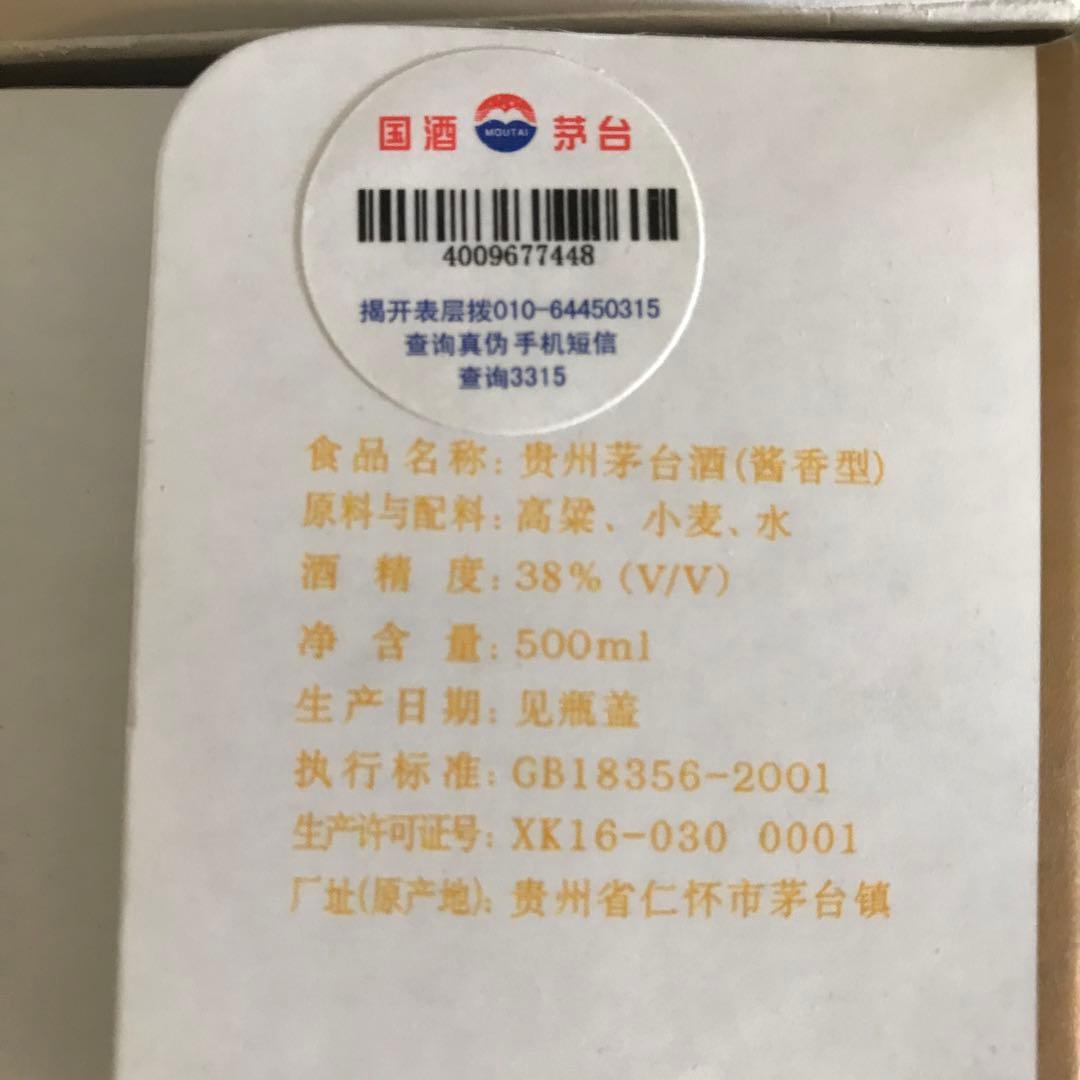 国酒 MOUTAI 茅台
4009677448
揭开表层拨010-64450315
查询真伪 手机短信
查询3315
食品名称: 贵州茅台酒(酱香型)
原料与配料: 高粱、小麦、水
酒精度: 38% (V/V)
净含量: 500ml
生产日期: 见瓶盖
执行标准: GB18356-2001
生产许可证号: XK16-030 0001
厂址(原产地): 贵州省仁怀市茅台镇